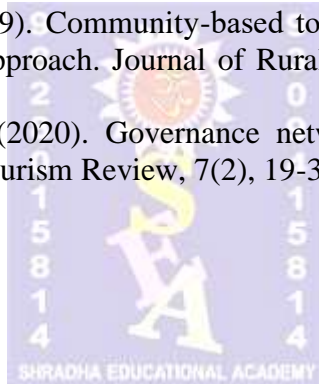 9). Community-based to
pproach. Journal of Rural
(2020). Governance netw
urism Review, 7(2), 19-3
S
E
A
SHRADHA EDUCATIONAL ACADEMY